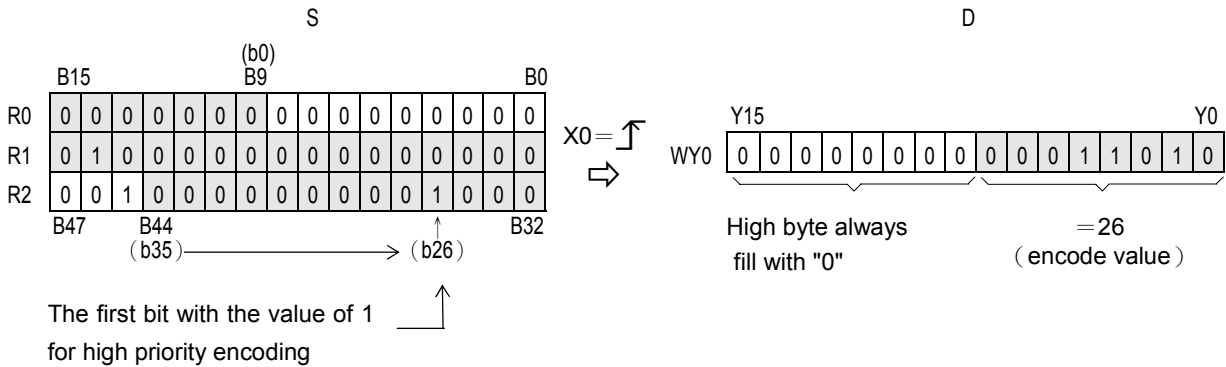 S D
(b0)
B15 B9 B0
R0 0 0 0 0 0 0 0 0 0 0 0 0 0 0 0 0
R1 0 1 0 0 0 0 0 0 0 0 0 0 0 0 0 0
R2 0 0 1 0 0 0 0 0 0 0 0 0 1 0 0 0
B47 B44 B32
(b35) (b26)
The first bit with the value of 1
for high priority encoding
X0=
Y15 Y0
WY0 0 0 0 0 0 0 0 0 0 0 0 1 1 0 1 0
High byte always
fill with "0"
=26
(encode value)